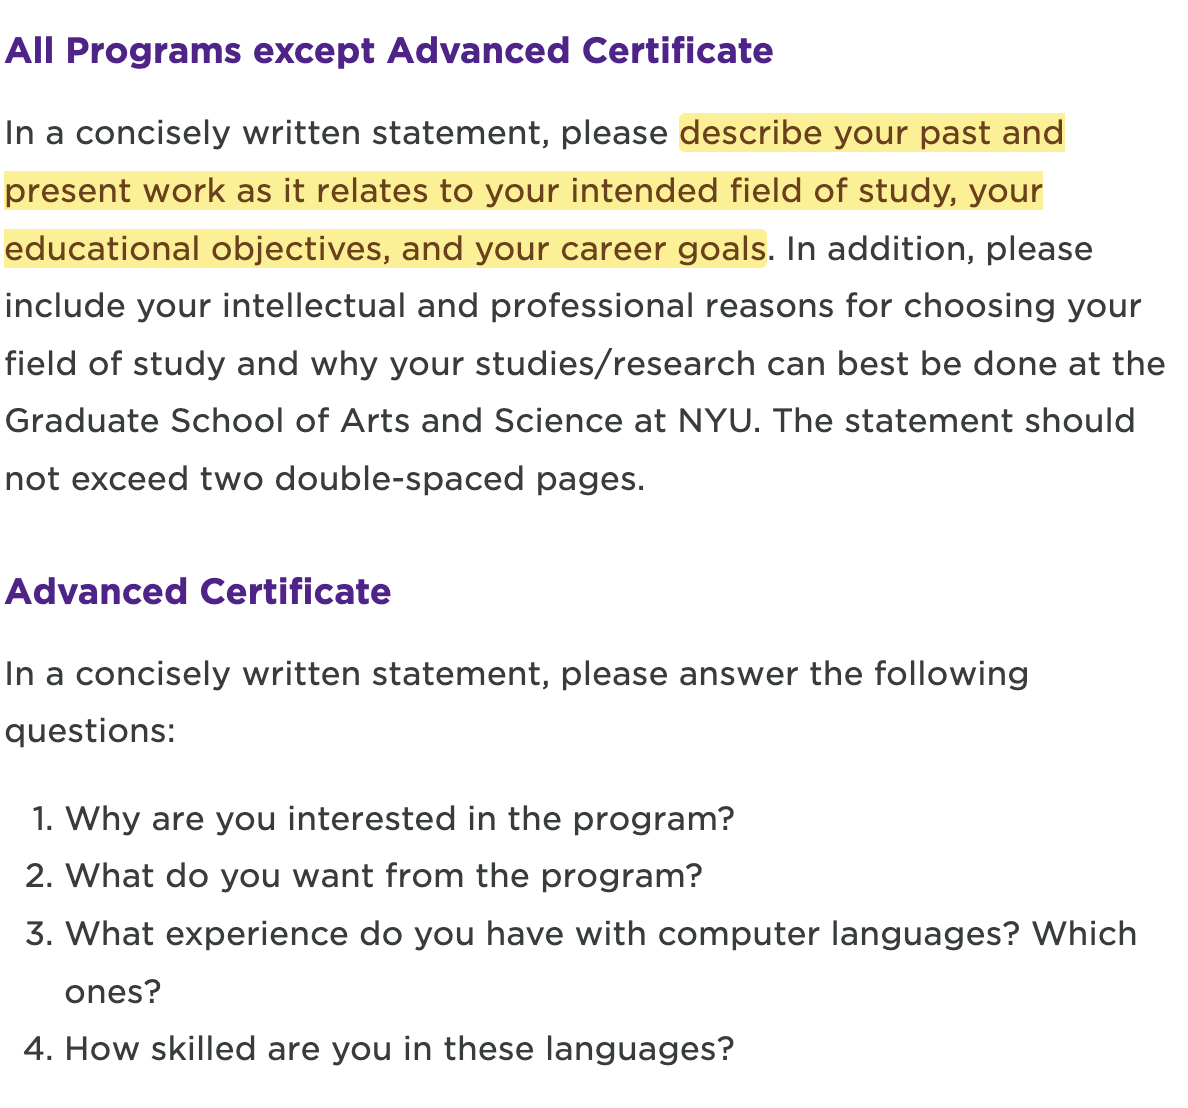 All Programs except Advanced Certificate
In a concisely written statement, please describe your past and
present work as it relates to your intended field of study, your
educational objectives, and your career goals. In addition, please
include your intellectual and professional reasons for choosing your
field of study and why your studies/research can best be done at the
Graduate School of Arts and Science at NYU. The statement should
not exceed two double-spaced pages.
Advanced Certificate
In a concisely written statement, please answer the following
questions:
1. Why are you interested in the program?
2. What do you want from the program?
3. What experience do you have with computer languages? Which
ones?
4. How skilled are you in these languages?